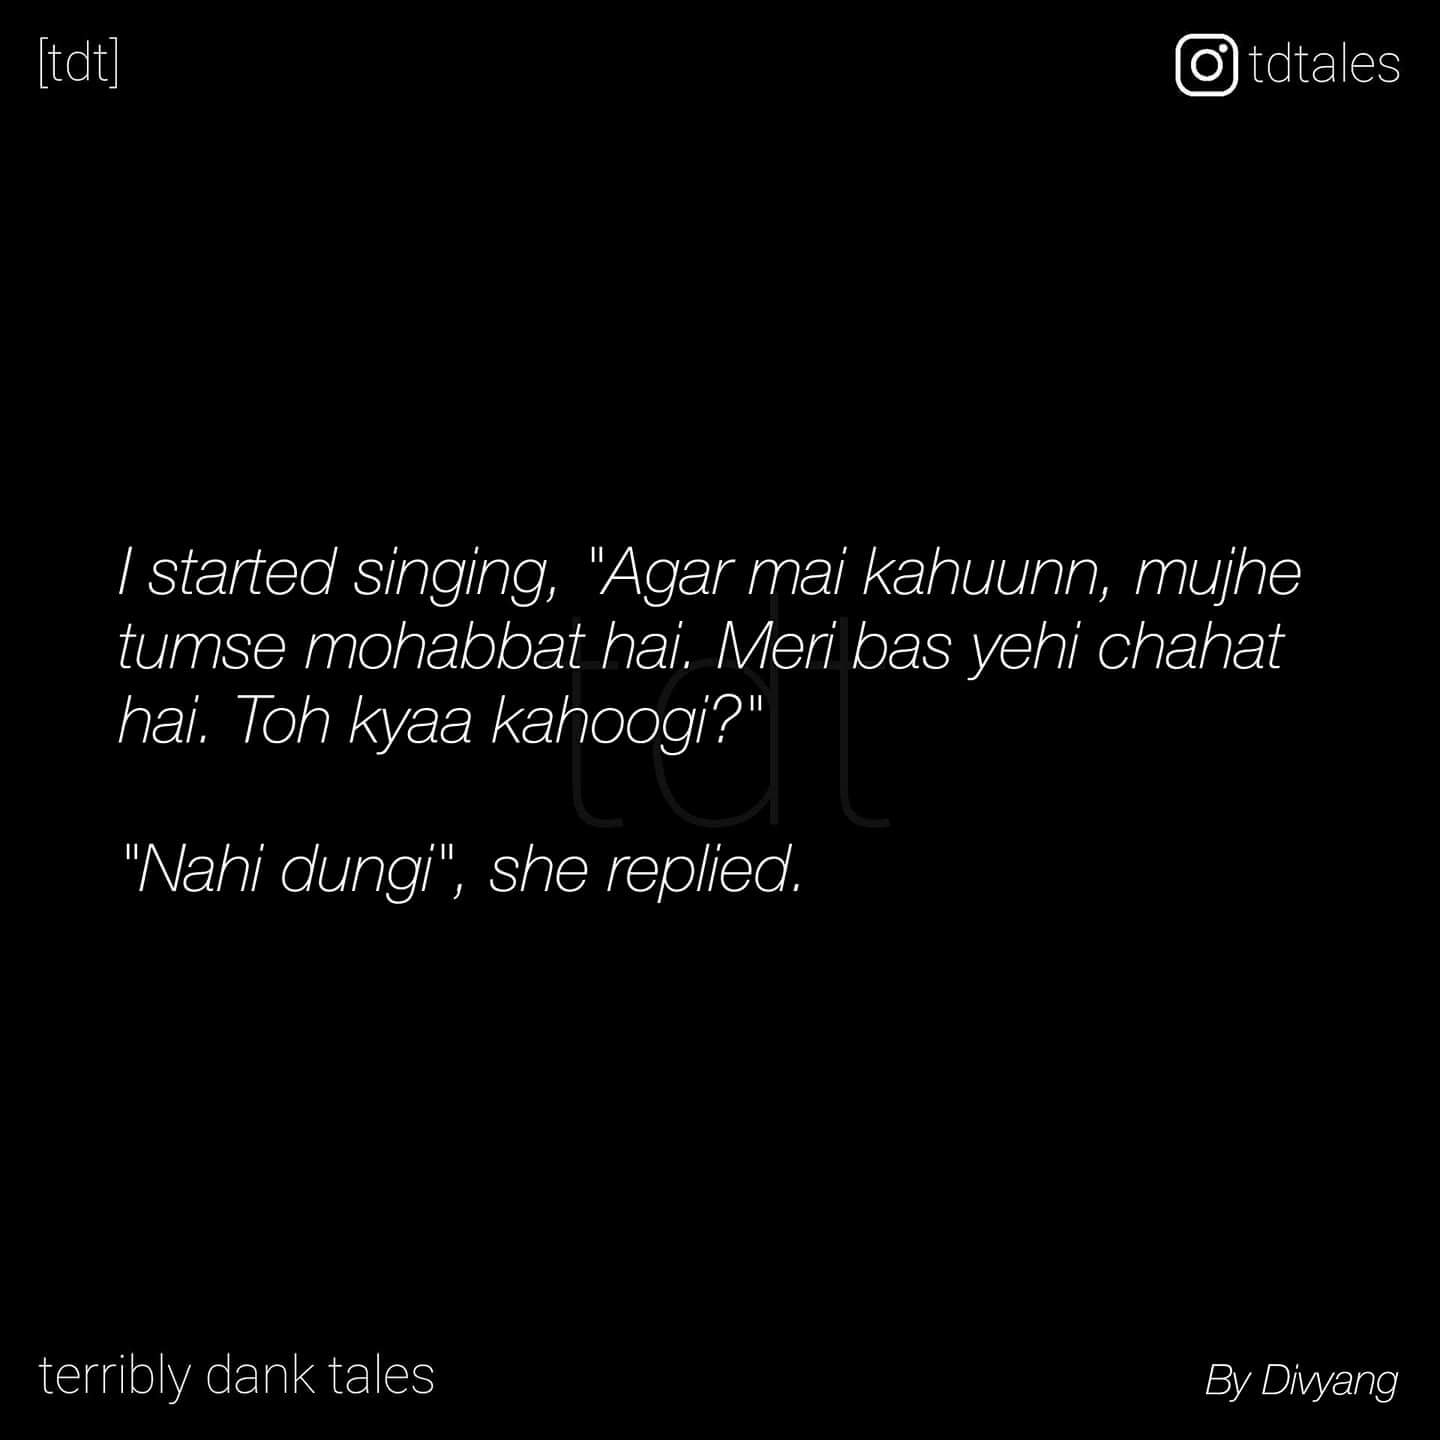 [tdt]
tdtales
I started singing, "Agar mai kahuunn, mujhe
tumse mohabbat hai. Meri bas yehi chahat
hai. Toh kyaa kahoogi?"
"Nahi dungi", she replied.
tdt
terribly dank tales
By Divyang